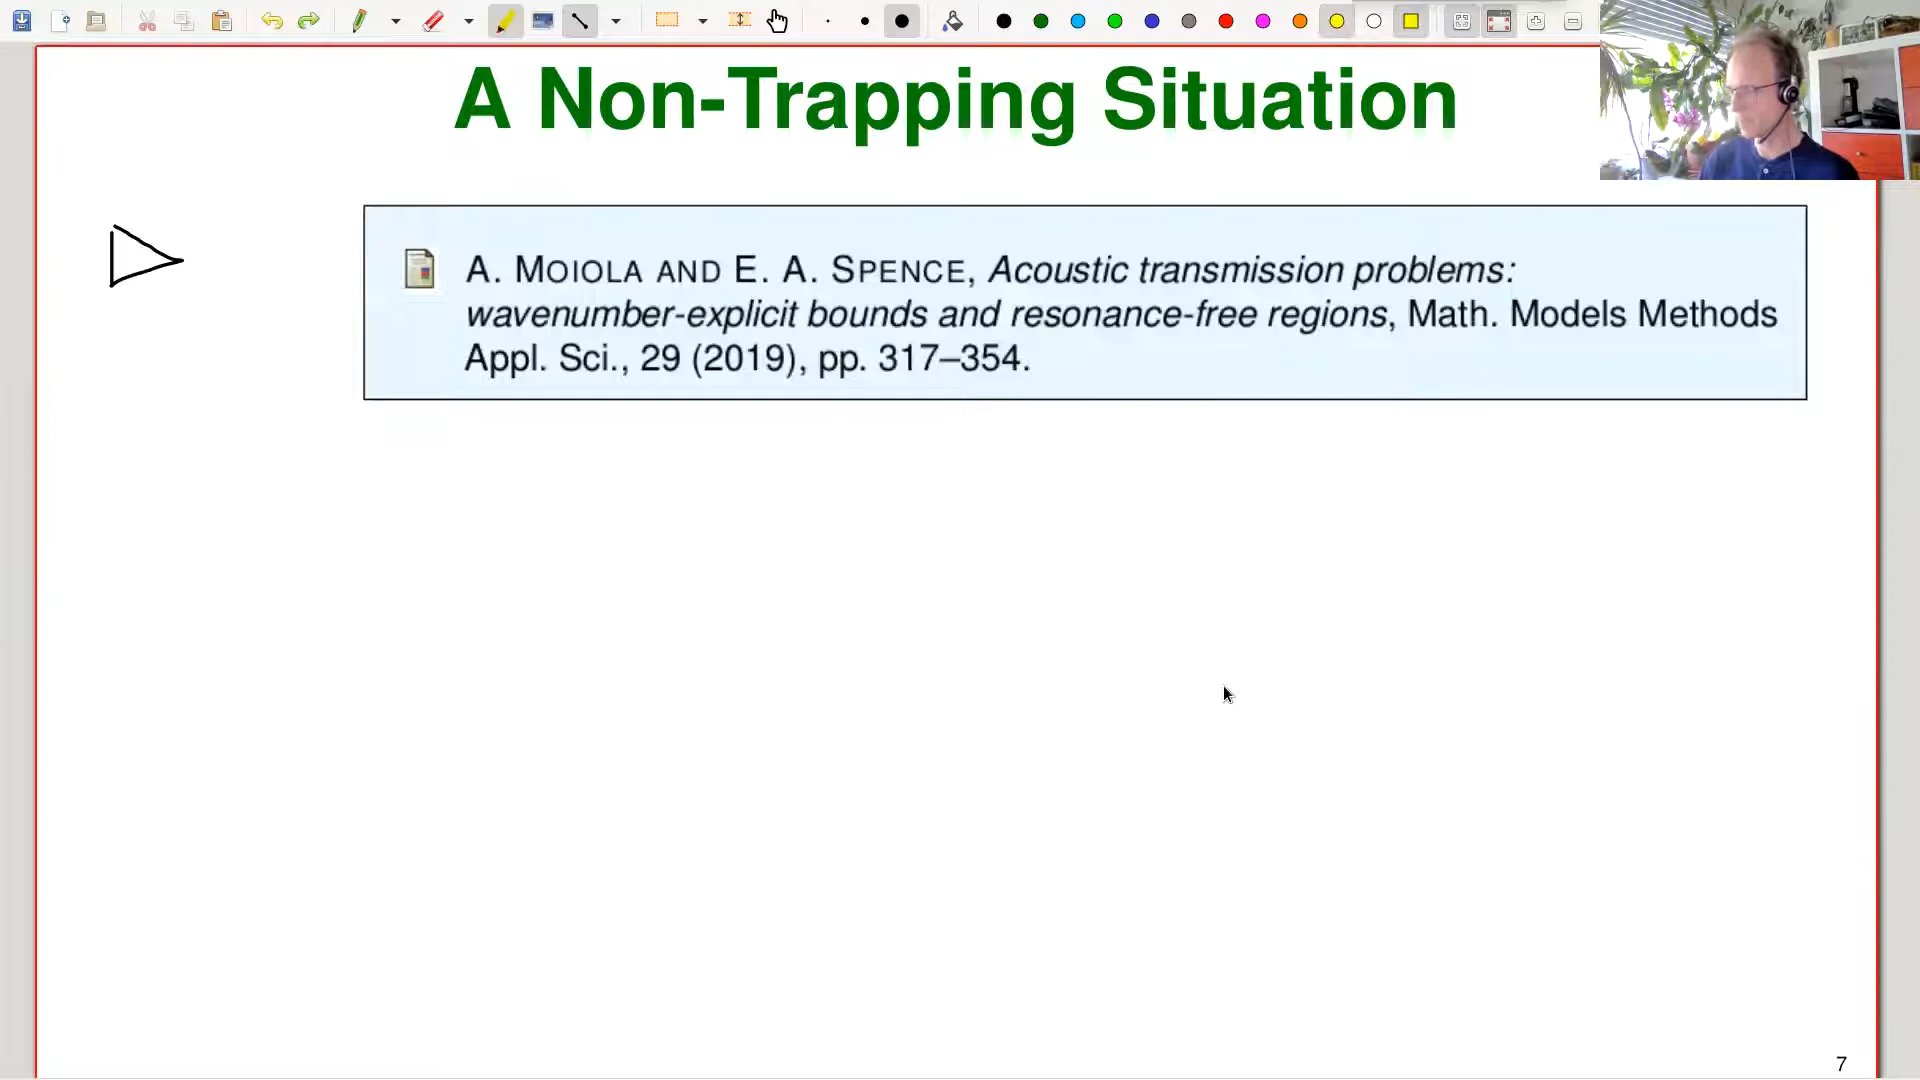 A Non-Trapping Situation
A. MOIOLA AND E. A. SPENCE, Acoustic transmission problems:
wavenumber-explicit bounds and resonance-free regions, Math. Models Methods
Appl. Sci., 29 (2019), pp. 317–354.
7